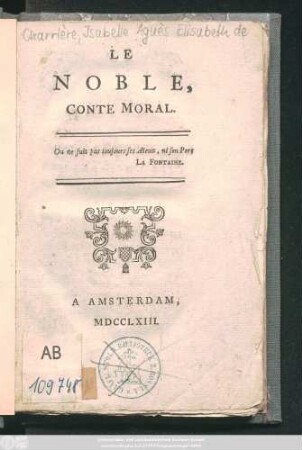 Charrière, Isabella Agnès Elisabeth de
LE
NOBLE,
CONTE MORAL.
On ne suit pas toujours ses Aïeux, ni son Pere
LA FONTAINE.
A AMSTERDAM,
MDCCLXIII.
AB
109748